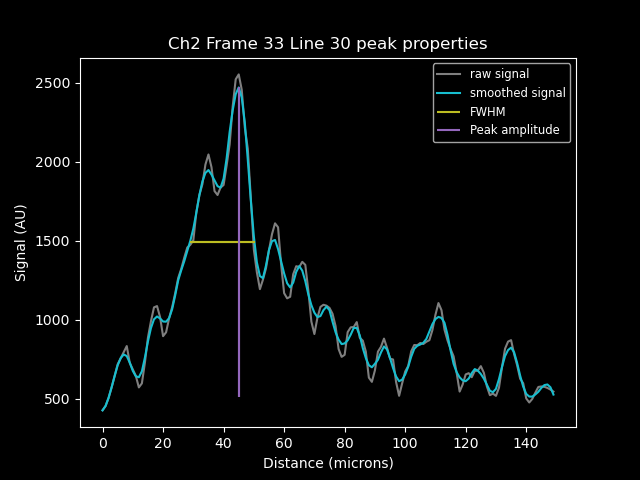 Ch2 Frame 33 Line 30 peak properties
raw signal
smoothed signal
FWHM
Peak amplitude
Signal (AU)
2500
2000
1500
1000
500
0 20 40 60 80 100 120 140
Distance (microns)